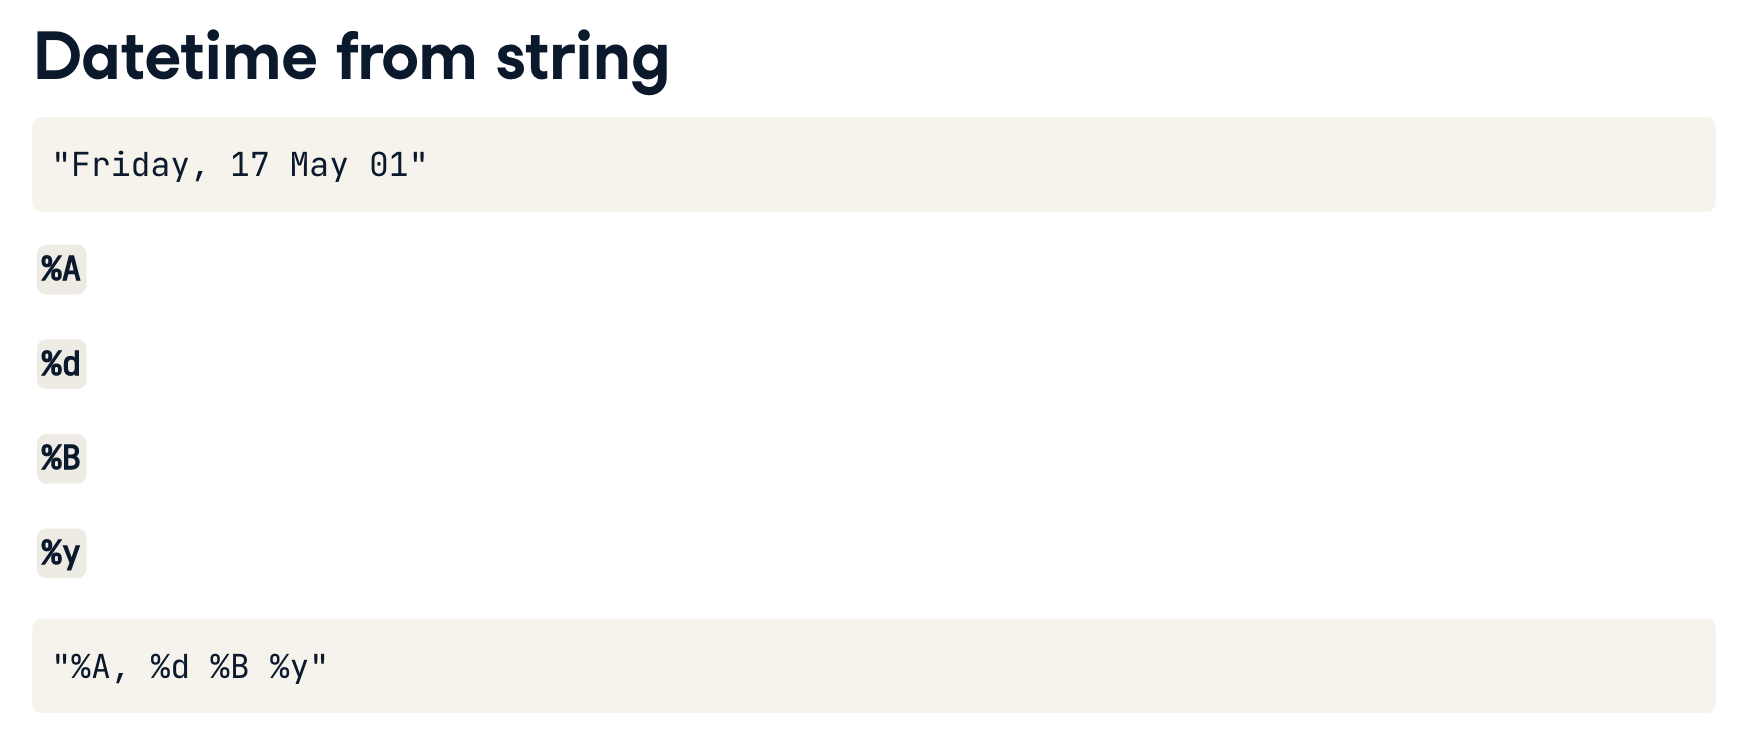 Datetime from string
"Friday, 17 May 01"
%A
%d
%B
%y
"%A, %d %B %y"